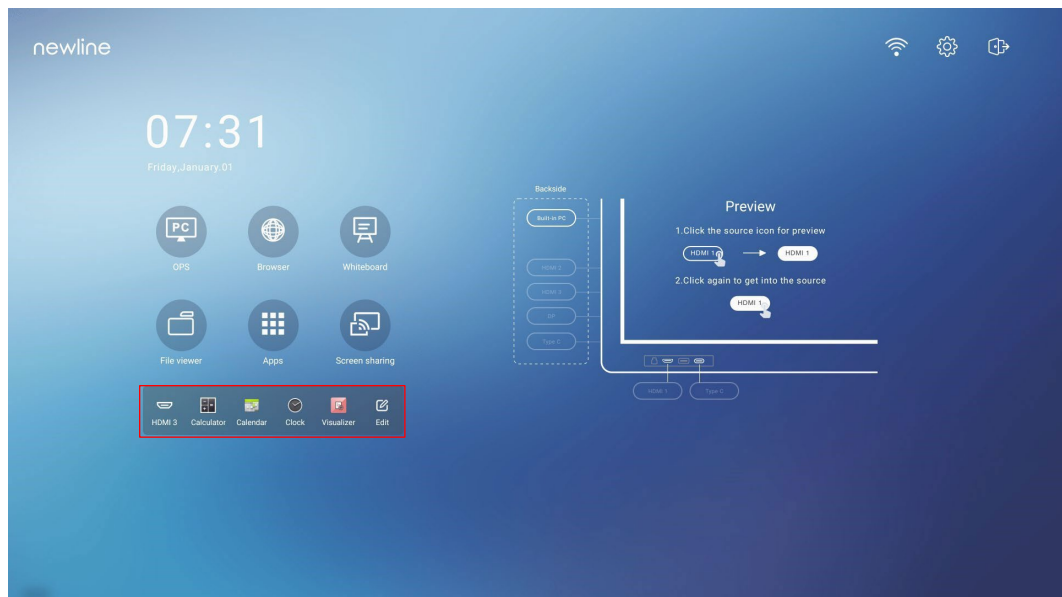 newline
07:31
Friday,January.01
PC
OPS
Browser
Whiteboard
File viewer
Apps
Screen sharing
HDMI 3
Calculator
Calendar
Clock
Visualizer
Edit
Backside
Built-in PC
HDMI 2
HDMI 3
DP
Type C
Preview
1.Click the source icon for preview
HDMI 1
HDMI 1
2.Click again to get into the source
HDMI 1
HDMI 1
Type C